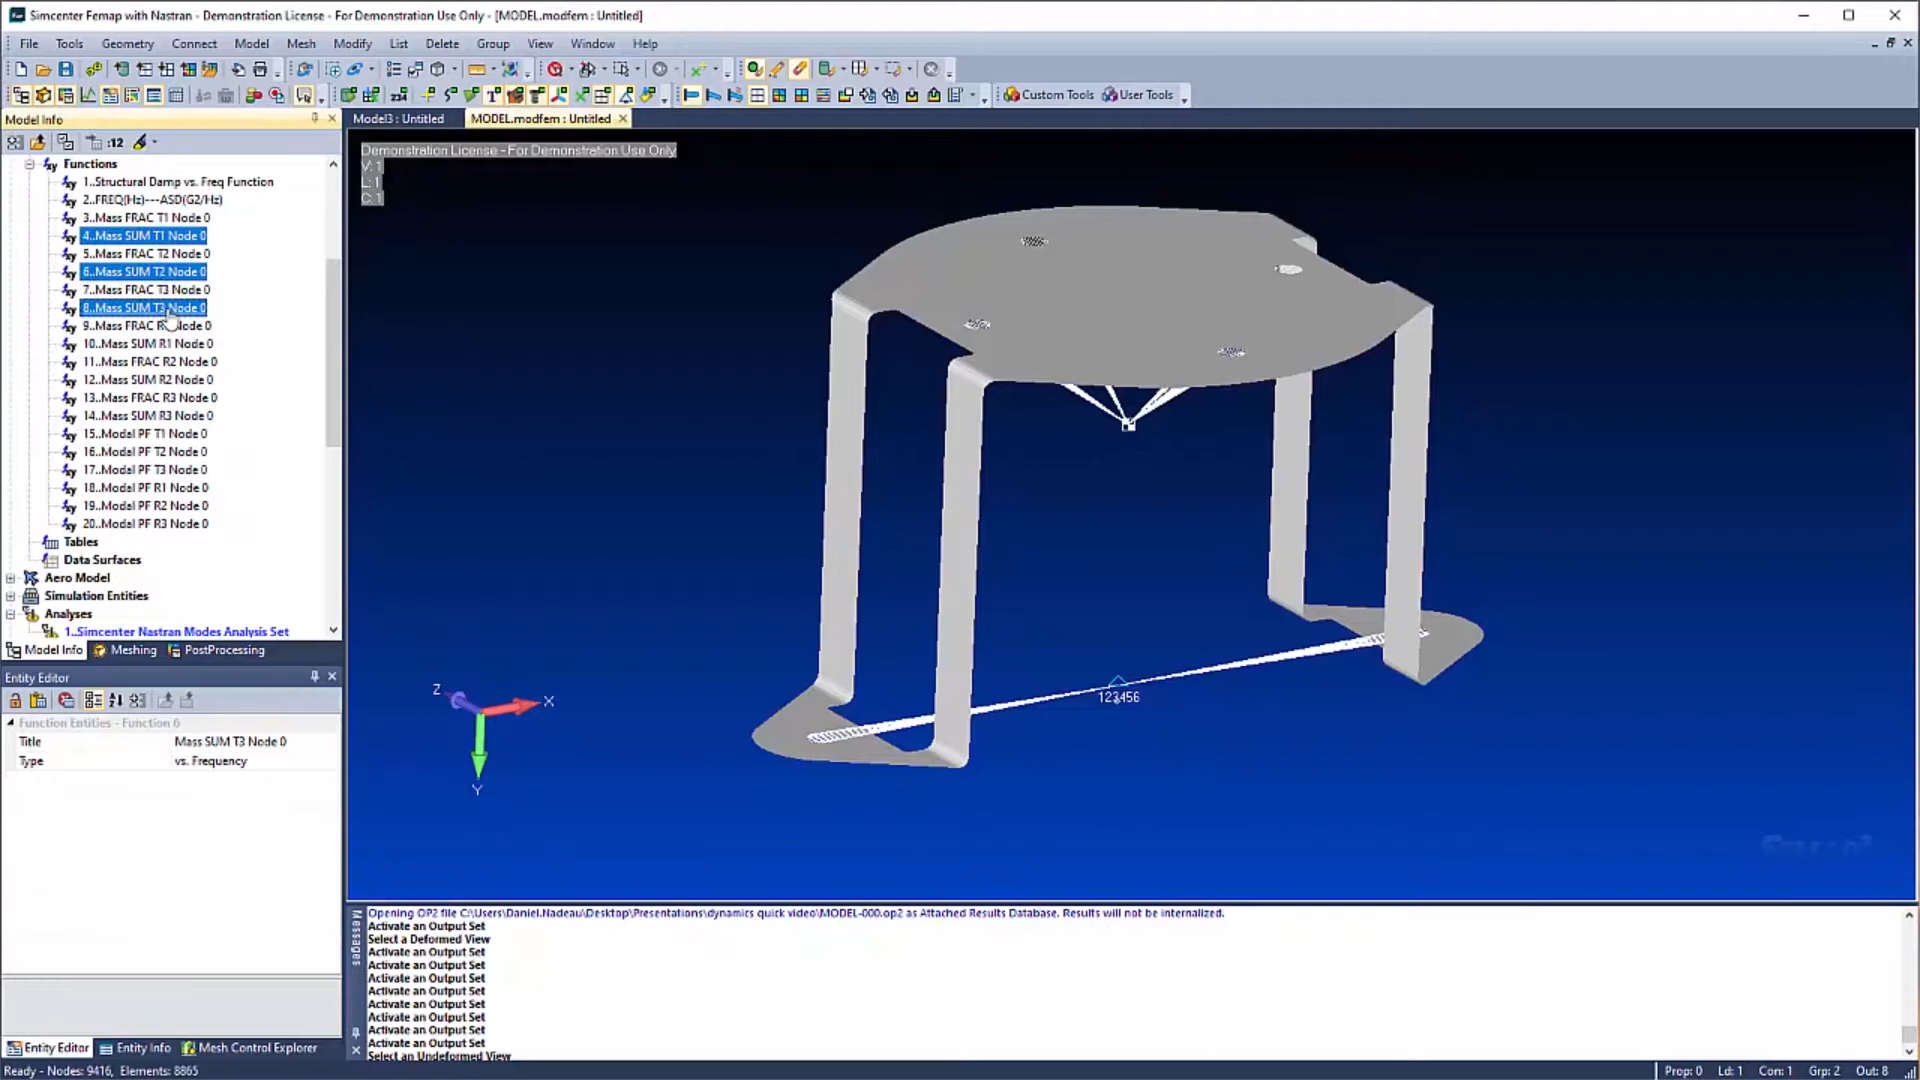 Simcenter Femap with Nastran - Demonstration License - For Demonstration Use Only - [MODEL.modfem : Untitled]
File Tools Geometry Connect Model Mesh Modify List Delete Group View Window Help
234 Custom Tools User Tools
Model Info
Model3 : Untitled MODEL.modfem : Untitled
:12
Functions
1..Structural Damp vs. Freq Function
2..FREQ(Hz)---ASD(G2/Hz)
3..Mass FRAC T1 Node 0
4..Mass SUM T1 Node 0
5..Mass FRAC T2 Node 0
6..Mass SUM T2 Node 0
7..Mass FRAC T3 Node 0
8..Mass SUM T3 Node 0
9..Mass FRAC R1 Node 0
10..Mass SUM R1 Node 0
11..Mass FRAC R2 Node 0
12..Mass SUM R2 Node 0
13..Mass FRAC R3 Node 0
14..Mass SUM R3 Node 0
15..Modal PF T1 Node 0
16..Modal PF T2 Node 0
17..Modal PF T3 Node 0
18..Modal PF R1 Node 0
19..Modal PF R2 Node 0
20..Modal PF R3 Node 0
Tables
Data Surfaces
Aero Model
Simulation Entities
Analyses
1..Simcenter Nastran Modes Analysis Set
Model Info Meshing PostProcessing
Entity Editor
Function Entities - Function 6
Title Mass SUM T3 Node 0
Type vs. Frequency
Entity Editor Entity Info Mesh Control Explorer
Demonstration License - For Demonstration Use Only
V: 1
L: 1
C: 1
123456
Z X
Y
Messages
Opening OP2 file C:\Users\Daniel.Nadeau\Desktop\Presentations\dynamics quick video\MODEL-000.op2 as Attached Results Database. Results will not be internalized.
Activate an Output Set
Select a Deformed View
Activate an Output Set
Activate an Output Set
Activate an Output Set
Activate an Output Set
Activate an Output Set
Activate an Output Set
Activate an Output Set
Activate an Output Set
Select an Undeformed View
Ready - Nodes: 9416, Elements: 8865
Prop: 0 Ld: 1 Con: 1 Grp: 2 Out: 8